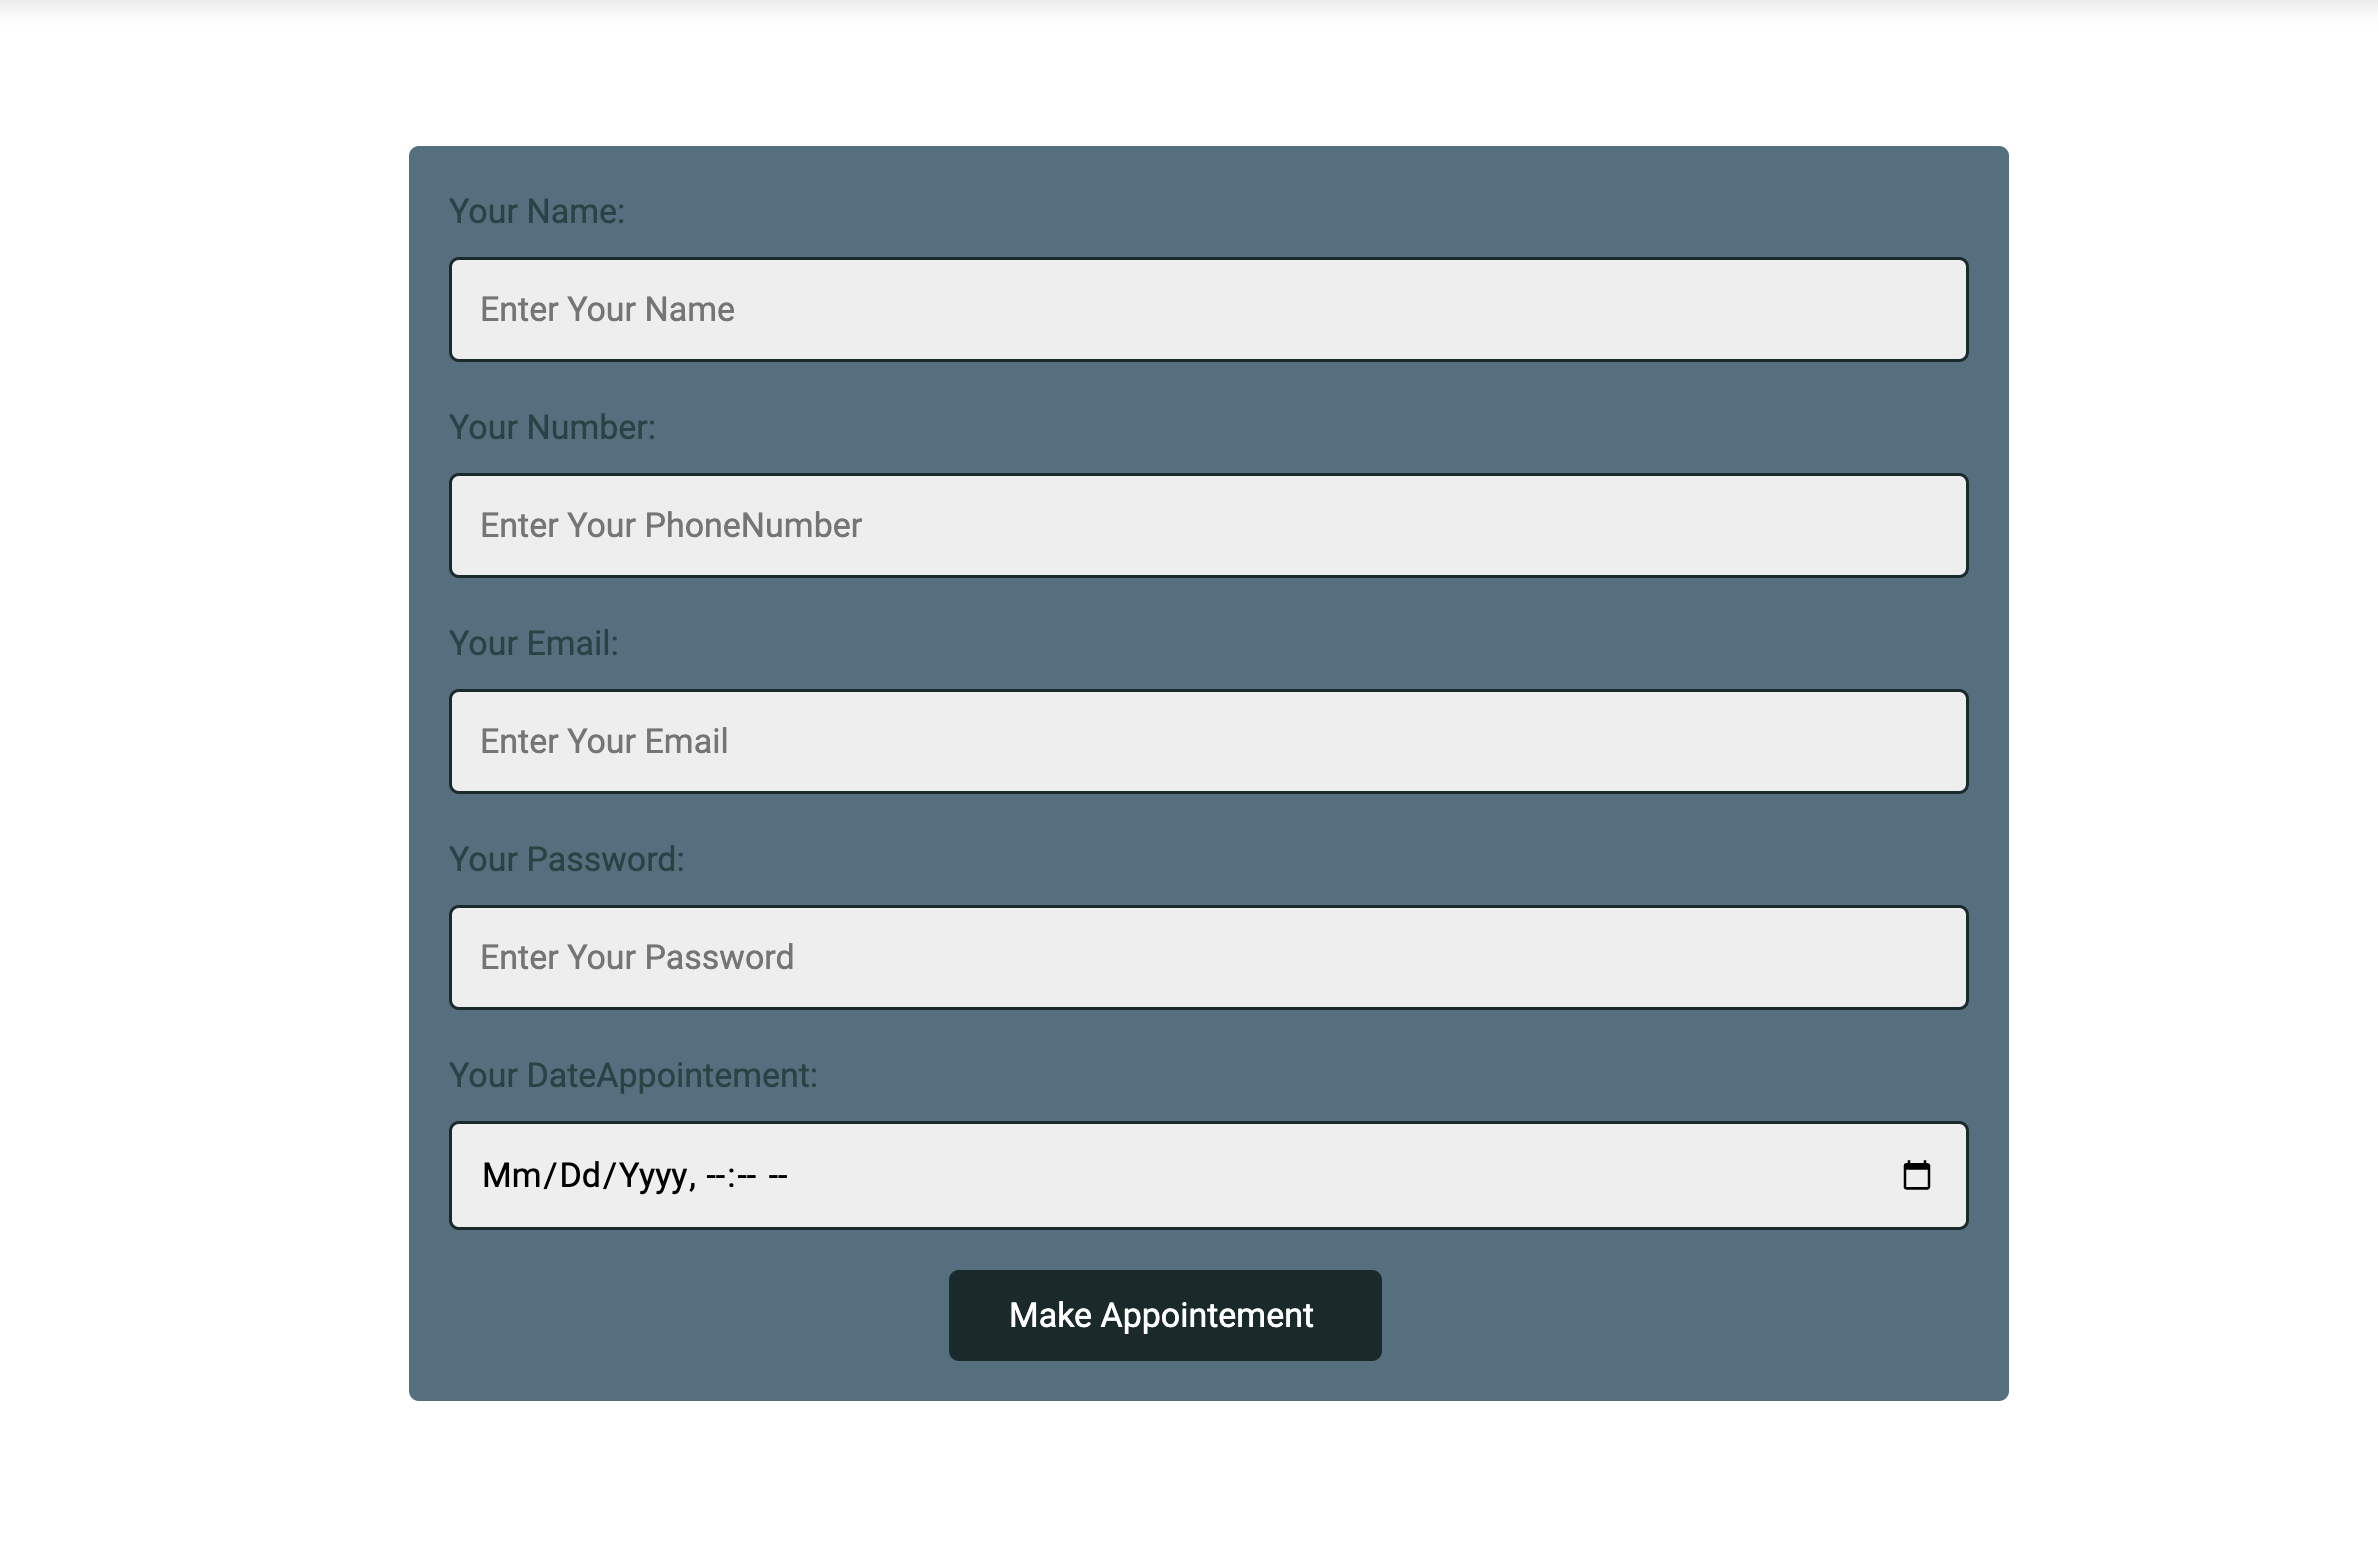 Your Name:
Enter Your Name
Your Number:
Enter Your PhoneNumber
Your Email:
Enter Your Email
Your Password:
Enter Your Password
Your DateAppointement:
Mm/Dd/Yyyy, --:-- --
Make Appointement